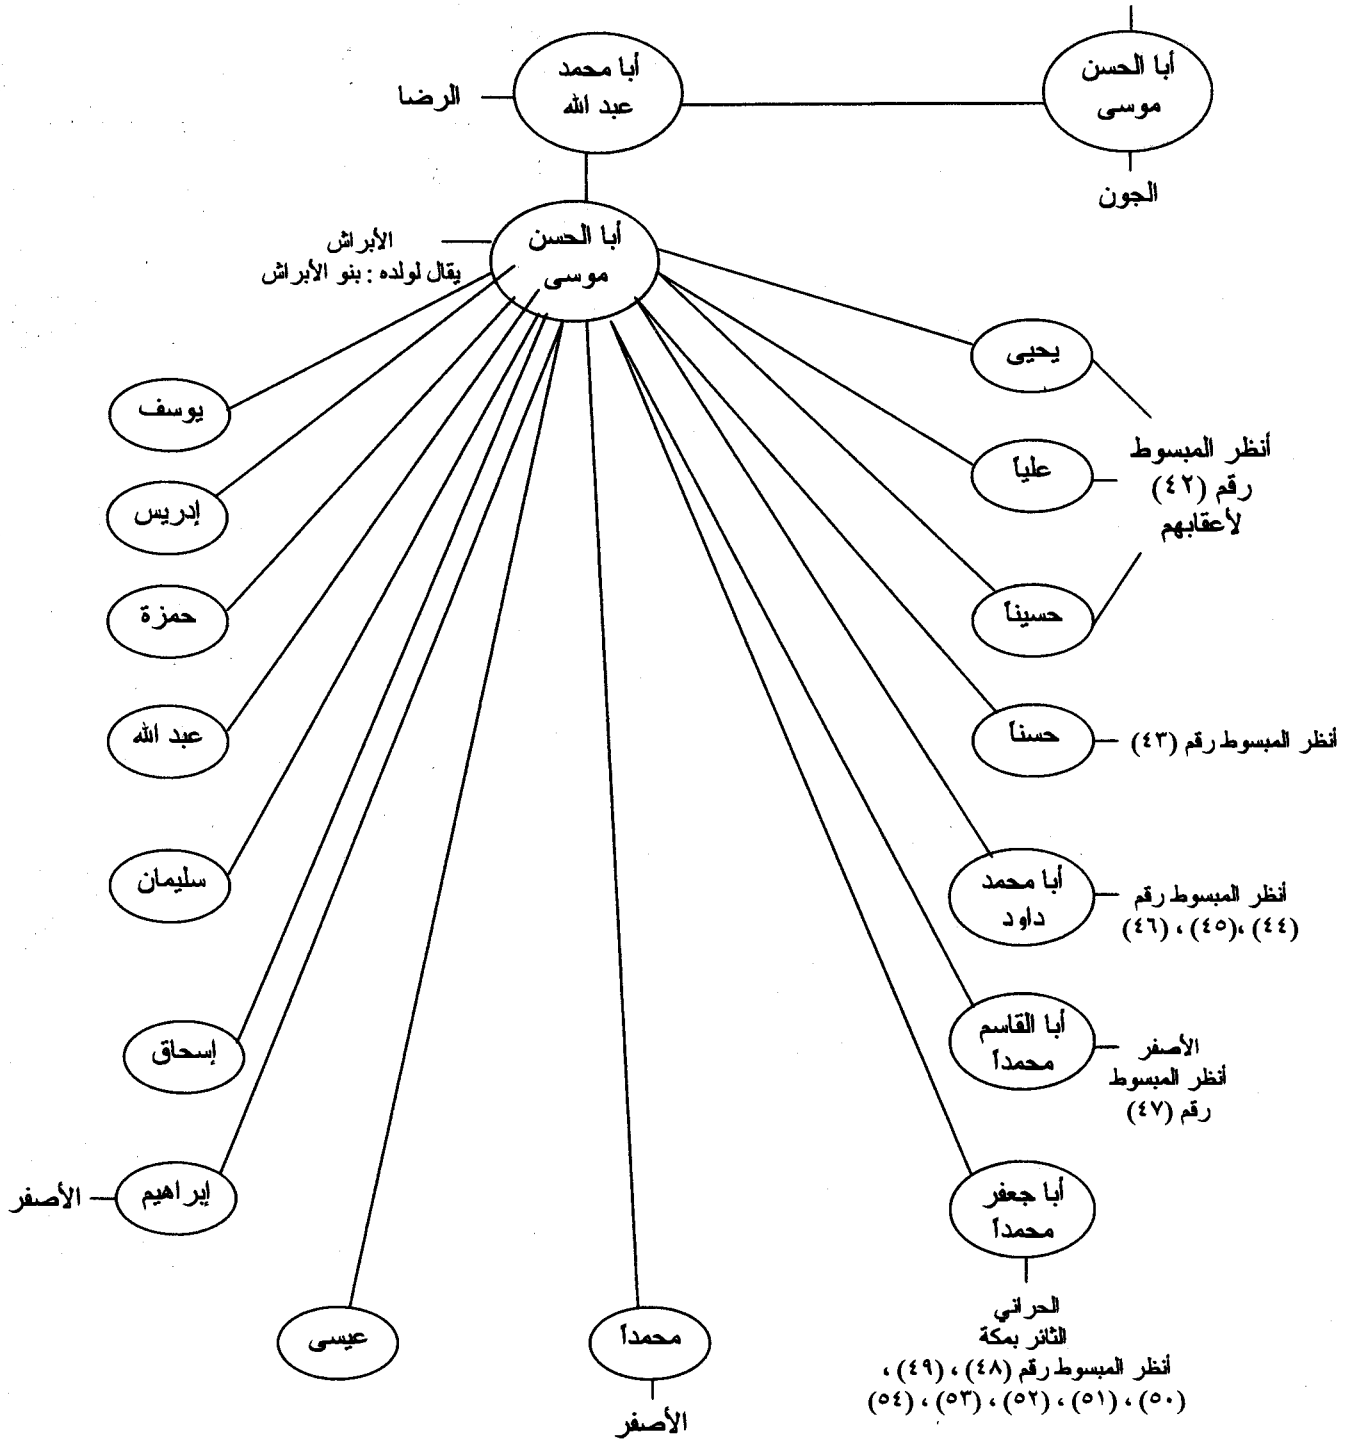 أبا الحسن
موسى
الجون
أبا محمد
عبد الله
الرضا
أبا الحسن
موسى
الأبراش
يقال لولده : بنو الأبراش
يحيى
علياً
حسيناً
أنظر المبسوط
رقم (٤٢)
لأعقابهم
حسناً
أنظر المبسوط رقم (٤٣)
أبا محمد
داود
أنظر المبسوط رقم
(٤٤) ،(٤٥) ، (٤٦)
أبا القاسم
محمداً
الأصفر
أنظر المبسوط
رقم (٤٧)
أبا جعفر
محمداً
الحراني
الثائر بمكة
أنظر المبسوط رقم (٤٨) ، (٤٩) ،
(٥٠) ، (٥١) ، (٥٢) ، (٥٣) ، (٥٤)
محمداً
الأصفر
عيسى
يوسف
إدريس
حمزة
عبد الله
سليمان
إسحاق
إبراهيم
الأصفر